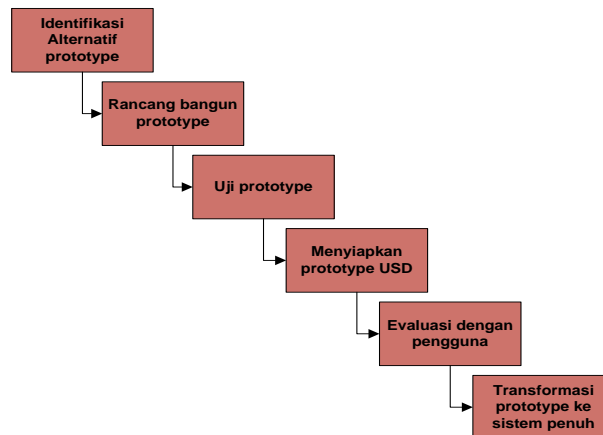 Identifikasi
Alternatif
prototype
Rancang bangun
prototype
Uji prototype
Menyiapkan
prototype USD
Evaluasi dengan
pengguna
Transformasi
prototype ke
sistem penuh